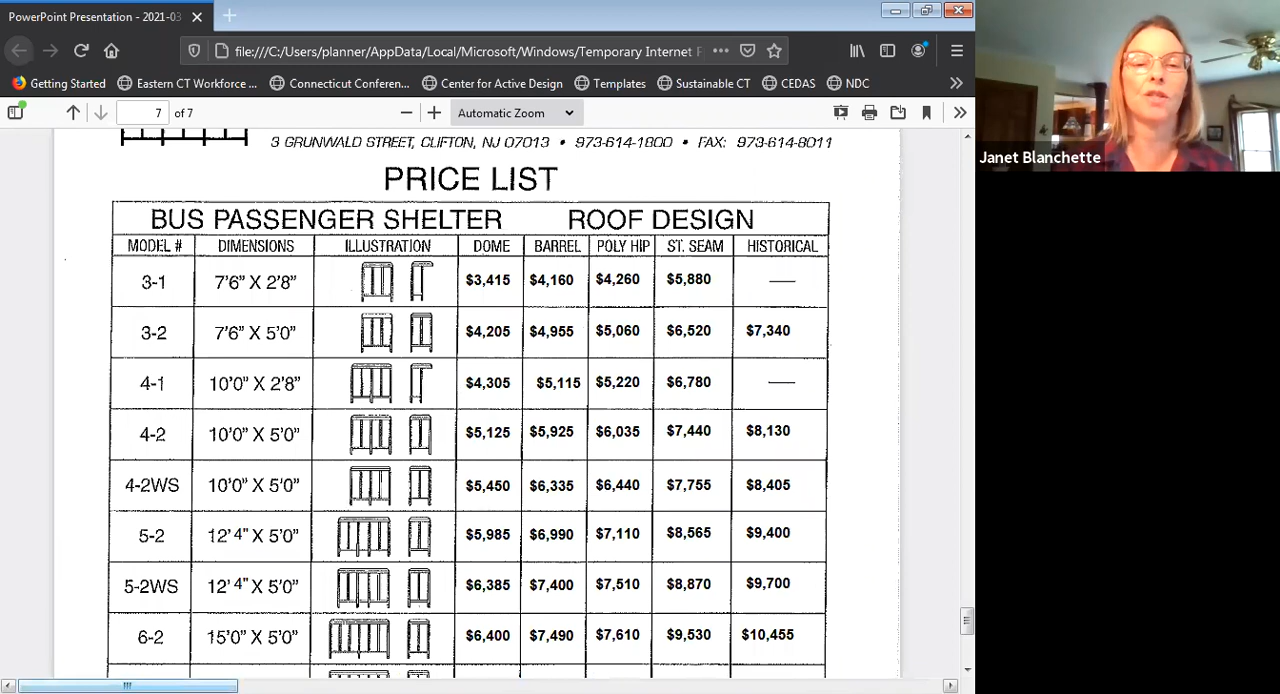 PowerPoint Presentation - 2021-03
file:///C:/Users/planner/AppData/Local/Microsoft/Windows/Temporary Internet
Getting Started Eastern CT Workforce ... Connecticut Conferen... Center for Active Design Templates Sustainable CT CEDAS NDC
7 of 7 Automatic Zoom
3 GRUNWALD STREET, CLIFTON, NJ 07013 • 973-614-1800 • FAX: 973-614-8011
Janet Blanchette
PRICE LIST
BUS PASSENGER SHELTER ROOF DESIGN
MODEL # DIMENSIONS ILLUSTRATION DOME BARREL POLY HIP ST. SEAM HISTORICAL
3-1 7'6" X 2'8" $3,415 $4,160 $4,260 $5,880 —
3-2 7'6" X 5'0" $4,205 $4,955 $5,060 $6,520 $7,340
4-1 10'0" X 2'8" $4,305 $5,115 $5,220 $6,780 —
4-2 10'0" X 5'0" $5,125 $5,925 $6,035 $7,440 $8,130
4-2WS 10'0" X 5'0" $5,450 $6,335 $6,440 $7,755 $8,405
5-2 12'4" X 5'0" $5,985 $6,990 $7,110 $8,565 $9,400
5-2WS 12'4" X 5'0" $6,385 $7,400 $7,510 $8,870 $9,700
6-2 15'0" X 5'0" $6,400 $7,490 $7,610 $9,530 $10,455